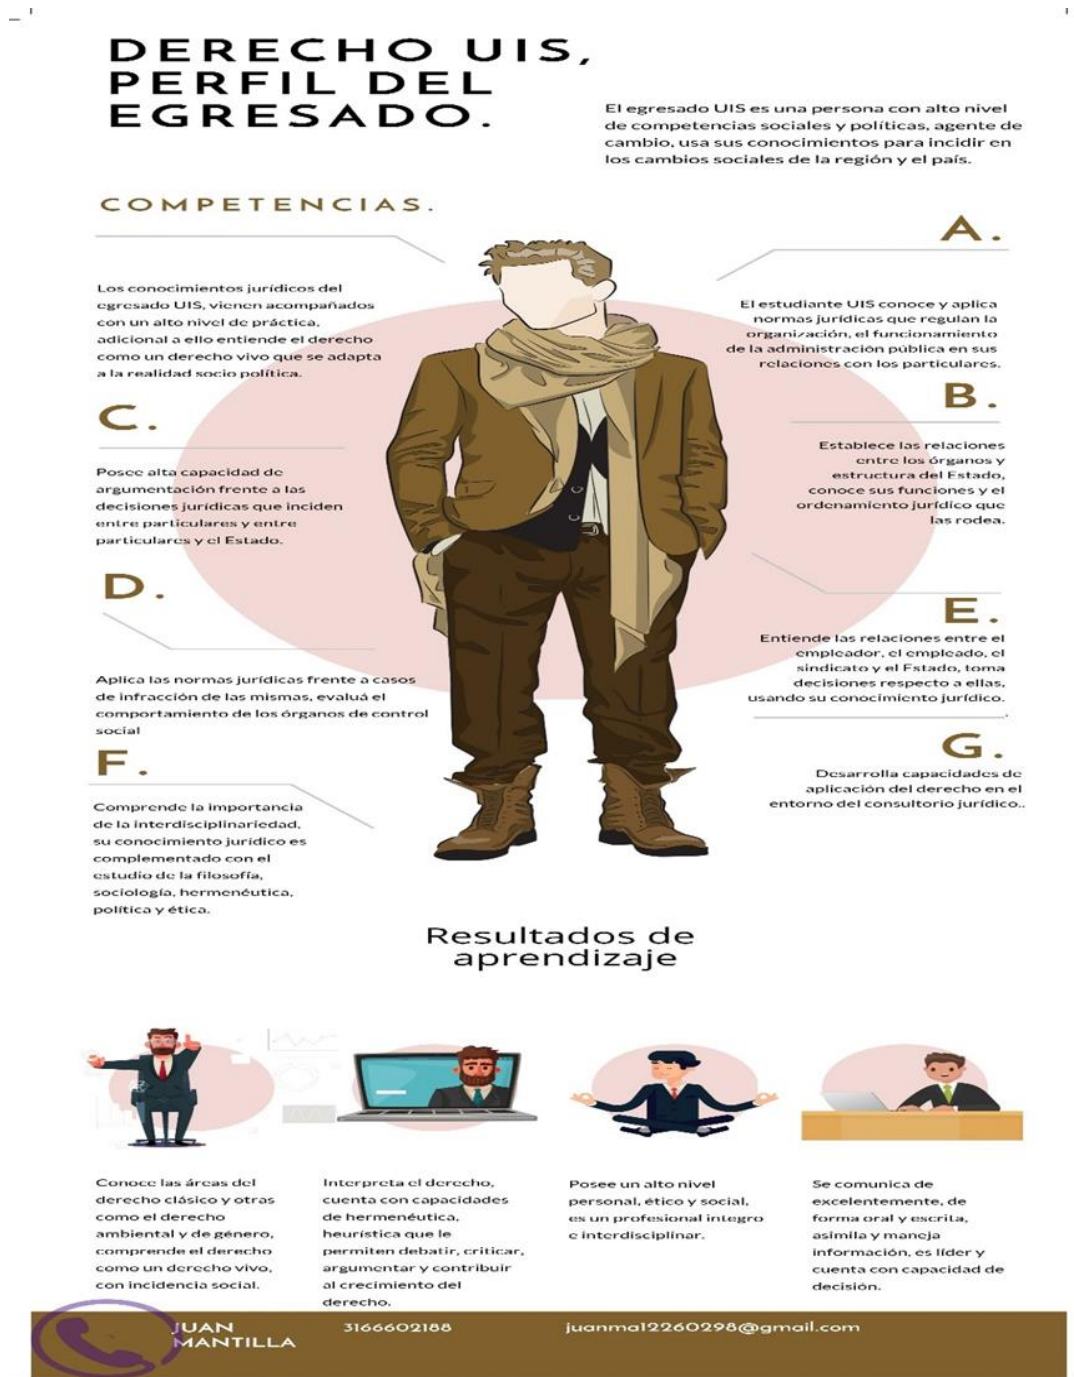 DERECHO UIS,
PERFIL DEL
EGRESADO.
El egresado UIS es una persona con alto nivel
de competencias sociales y políticas, agente de
cambio, usa sus conocimientos para incidir en
los cambios sociales de la región y el país.
COMPETENCIAS.
Los conocimientos jurídicos del
egresado UIS, vienen acompañados
con un alto nivel de práctica,
adicional a ello entiende el derecho
como un derecho vivo que se adapta
a la realidad socio política.
A.
El estudiante UIS conoce y aplica
normas jurídicas que regulan la
organización, el funcionamiento
de la administración pública en sus
relaciones con los particulares.
B.
Establece las relaciones
entre los órganos y
estructura del Estado,
conoce sus funciones y el
ordenamiento jurídico que
las rodea.
C.
Posee alta capacidad de
argumentación frente a las
decisiones jurídicas que inciden
entre particulares y entre
particulares y el Estado.
D.
Aplica las normas jurídicas frente a casos
de infracción de las mismas, evaluá el
comportamiento de los órganos de control
social
E.
Entiende las relaciones entre el
empleador, el empleado, el
sindicato y el Estado, toma
decisiones respecto a ellas,
usando su conocimiento jurídico.
.
F.
Comprende la importancia
de la interdisciplinariedad,
su conocimiento jurídico es
complementado con el
estudio de la filosofía,
sociología, hermenéutica,
política y ética.
G.
Desarrolla capacidades de
aplicación del derecho en el
entorno del consultorio jurídico..
Resultados de
aprendizaje
Conoce las áreas del
derecho clásico y otras
como el derecho
ambiental y de género,
comprende el derecho
como un derecho vivo,
con incidencia social.
Interpreta el derecho,
cuenta con capacidades
de hermenéutica,
heurística que le
permiten debatir, criticar,
argumentar y contribuir
al crecimiento del
derecho.
Posee un alto nivel
personal, ético y social,
es un profesional integro
e interdisciplinar.
Se comunica de
excelentemente, de
forma oral y escrita,
asimila y maneja
información, es líder y
cuenta con capacidad de
decisión.
JUAN
MANTILLA
3166602188
juanma12260298@gmail.com